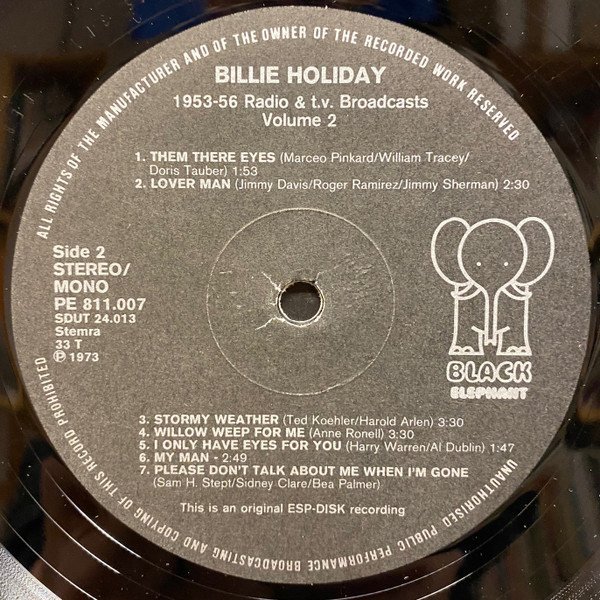 ALL RIGHTS OF THE MANUFACTURER AND OF THE OWNER OF THE RECORDED WORK RESERVED
BILLIE HOLIDAY
1953-56 Radio & t.v. Broadcasts
Volume 2
1. THEM THERE EYES (Marceo Pinkard/William Tracey/
Doris Tauber) 1:53
2. LOVER MAN (Jimmy Davis/Roger Ramirez/Jimmy Sherman) 2:30
Side 2
STEREO/
MONO
PE 811.007
SDUT 24.013
Stemra
33 T
℗ 1973
BLACK
ELEPHANT
3. STORMY WEATHER (Ted Koehler/Harold Arlen) 3:30
4. WILLOW WEEP FOR ME (Anne Ronell) 3:30
5. I ONLY HAVE EYES FOR YOU (Harry Warren/Al Dublin) 1:47
6. MY MAN - 2:49
7. PLEASE DON'T TALK ABOUT ME WHEN I'M GONE
(Sam H. Stept/Sidney Clare/Bea Palmer)
This is an original ESP-DISK recording
UNAUTHORISED PUBLIC PERFORMANCE BROADCASTING AND COPYING OF THIS RECORD PROHIBITED